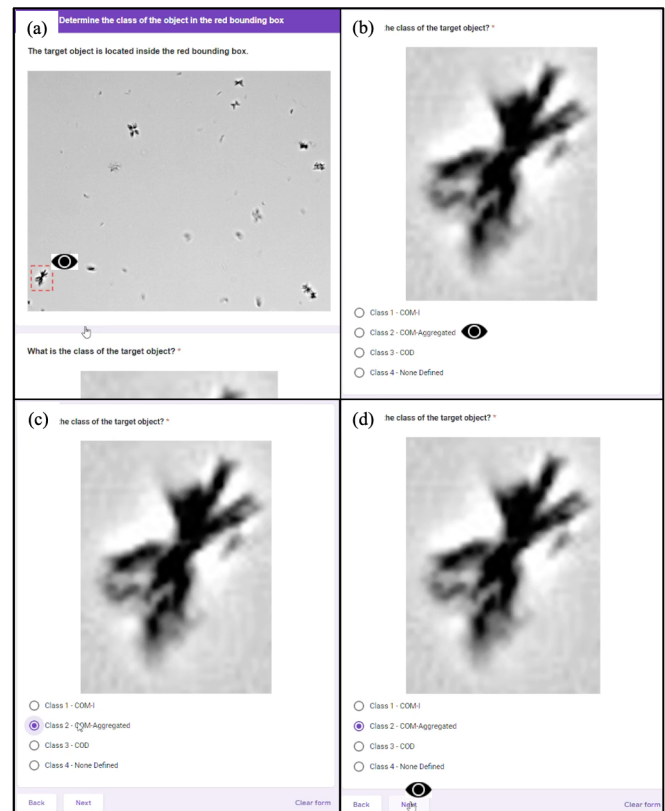 (a) Determine the class of the object in the red bounding box
The target object is located inside the red bounding box.
What is the class of the target object? *
(b) he class of the target object? *
Class 1 - COM-I
Class 2 - COM-Aggregated
Class 3 - COD
Class 4 - None Defined
(c) he class of the target object? *
Class 1 - COM-I
Class 2 - COM-Aggregated
Class 3 - COD
Class 4 - None Defined
Back Next Clear form
(d) he class of the target object? *
Class 1 - COM-I
Class 2 - COM-Aggregated
Class 3 - COD
Class 4 - None Defined
Back Next Clear form